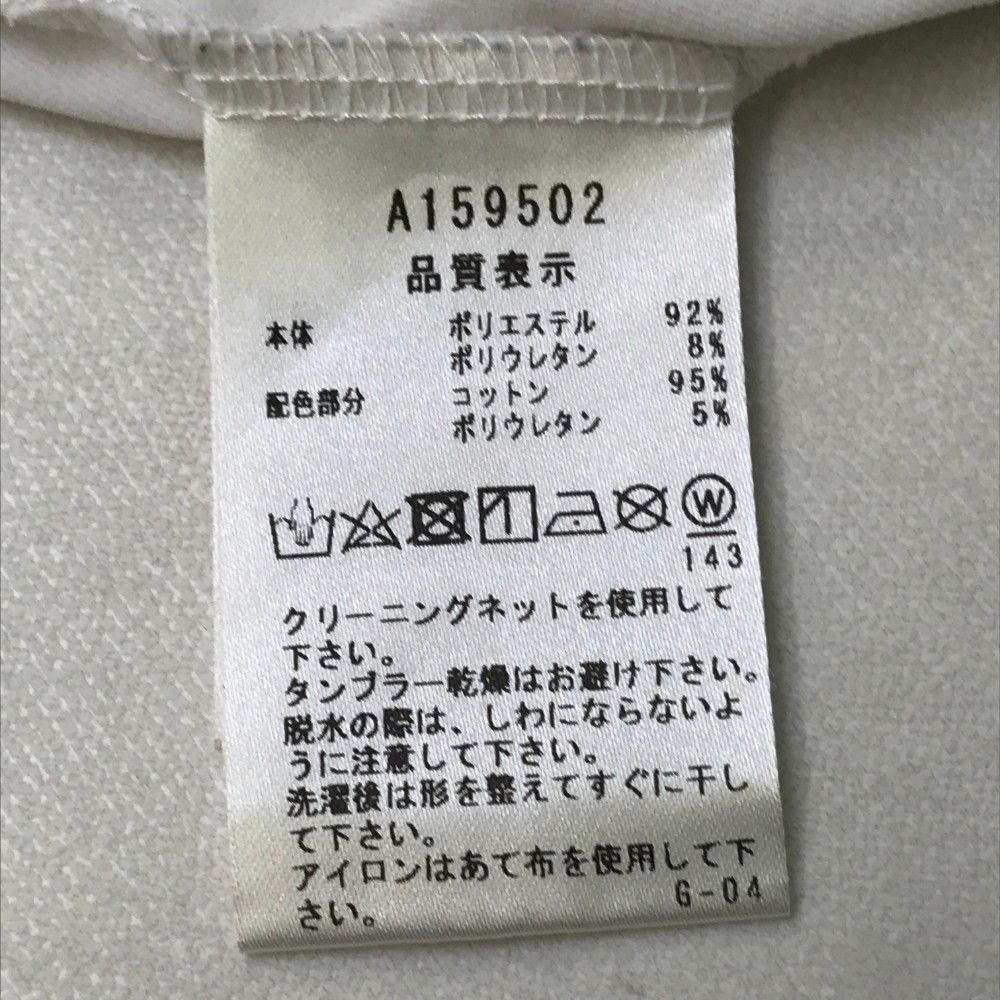 A159502
品質表示
本体 ポリエステル 92%
ポリウレタン 8%
配色部分 コットン 95%
ポリウレタン 5%
W
143
クリーニングネットを使用して
下さい。
タンブラー乾燥はお避け下さい。
脱水の際は、しわにならないよ
うに注意して下さい。
洗濯後は形を整えてすぐに干し
て下さい。
アイロンはあて布を使用して下
さい。
G-04